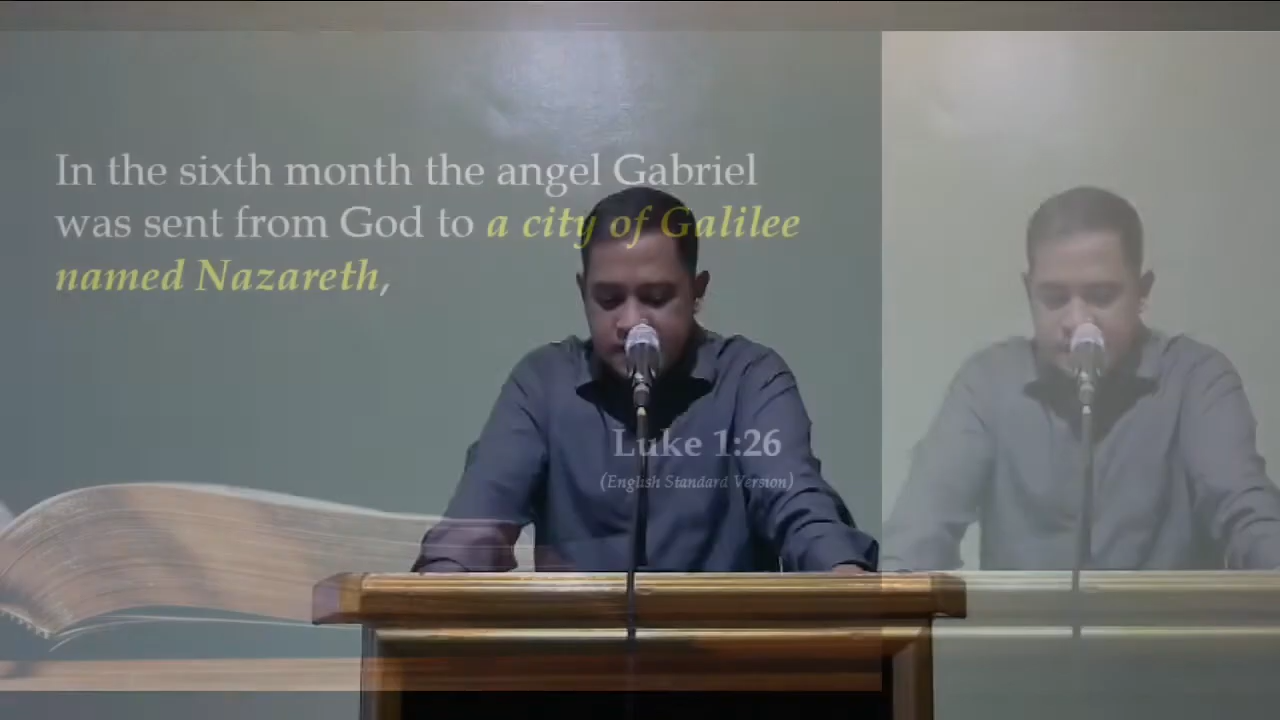 In the sixth month the angel Gabriel
was sent from God to a city of Galilee
named Nazareth,
Luke 1:26
(English Standard Version)